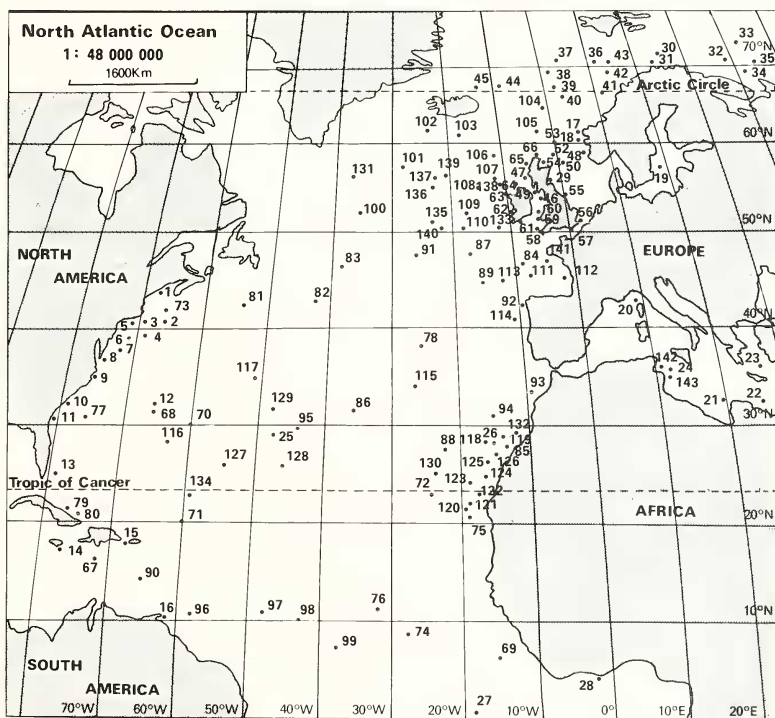 North Atlantic Ocean
1: 48 000 000
1600Km
33
70°N
37 36 43 30 31 32 35
38 42 34
45 44 39 41 Arctic Circle
104 40
102 103 105 53 17
18 60°N
66 52 48
101 139 106 65 54 50
131 137 107 47 29 19
136 108 138 64 49 46 55
63
100 135 109 62 60 56
133 59 50°N
140 110 61 58 57
NORTH
AMERICA
83 91 87 84 141 EUROPE
89 113 111 112
1 81 82 92
73 114 20 40°N
5 3 2
6 4
7 78
8 142 23
117 24
9 115 93 143
10 12 129 86 21 22
11 77 68 70 95 94 30°N
132
116 25 88 118 26 119
85
127 128 130 126
13 123 124
Tropic of Cancer 134 72 122
79 120 121 AFRICA
80 71 75 20°N
15
14
67
90
76
16 96 97 98 10°N
74
99
69
SOUTH
AMERICA 28
70°W 60°W 50°W 40°W 30°W 20°W 10°W 0° 10°E 20°E
27